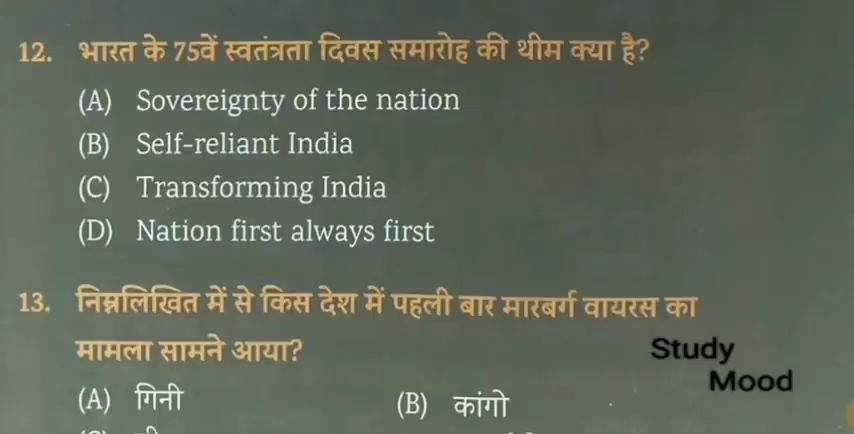 12. भारत के 75वें स्वतंत्रता दिवस समारोह की थीम क्या है?
(A) Sovereignty of the nation
(B) Self-reliant India
(C) Transforming India
(D) Nation first always first
13. निम्नलिखित में से किस देश में पहली बार मारबर्ग वायरस का
मामला सामने आया?
Study
Mood
(A) गिनी (B) कांगो